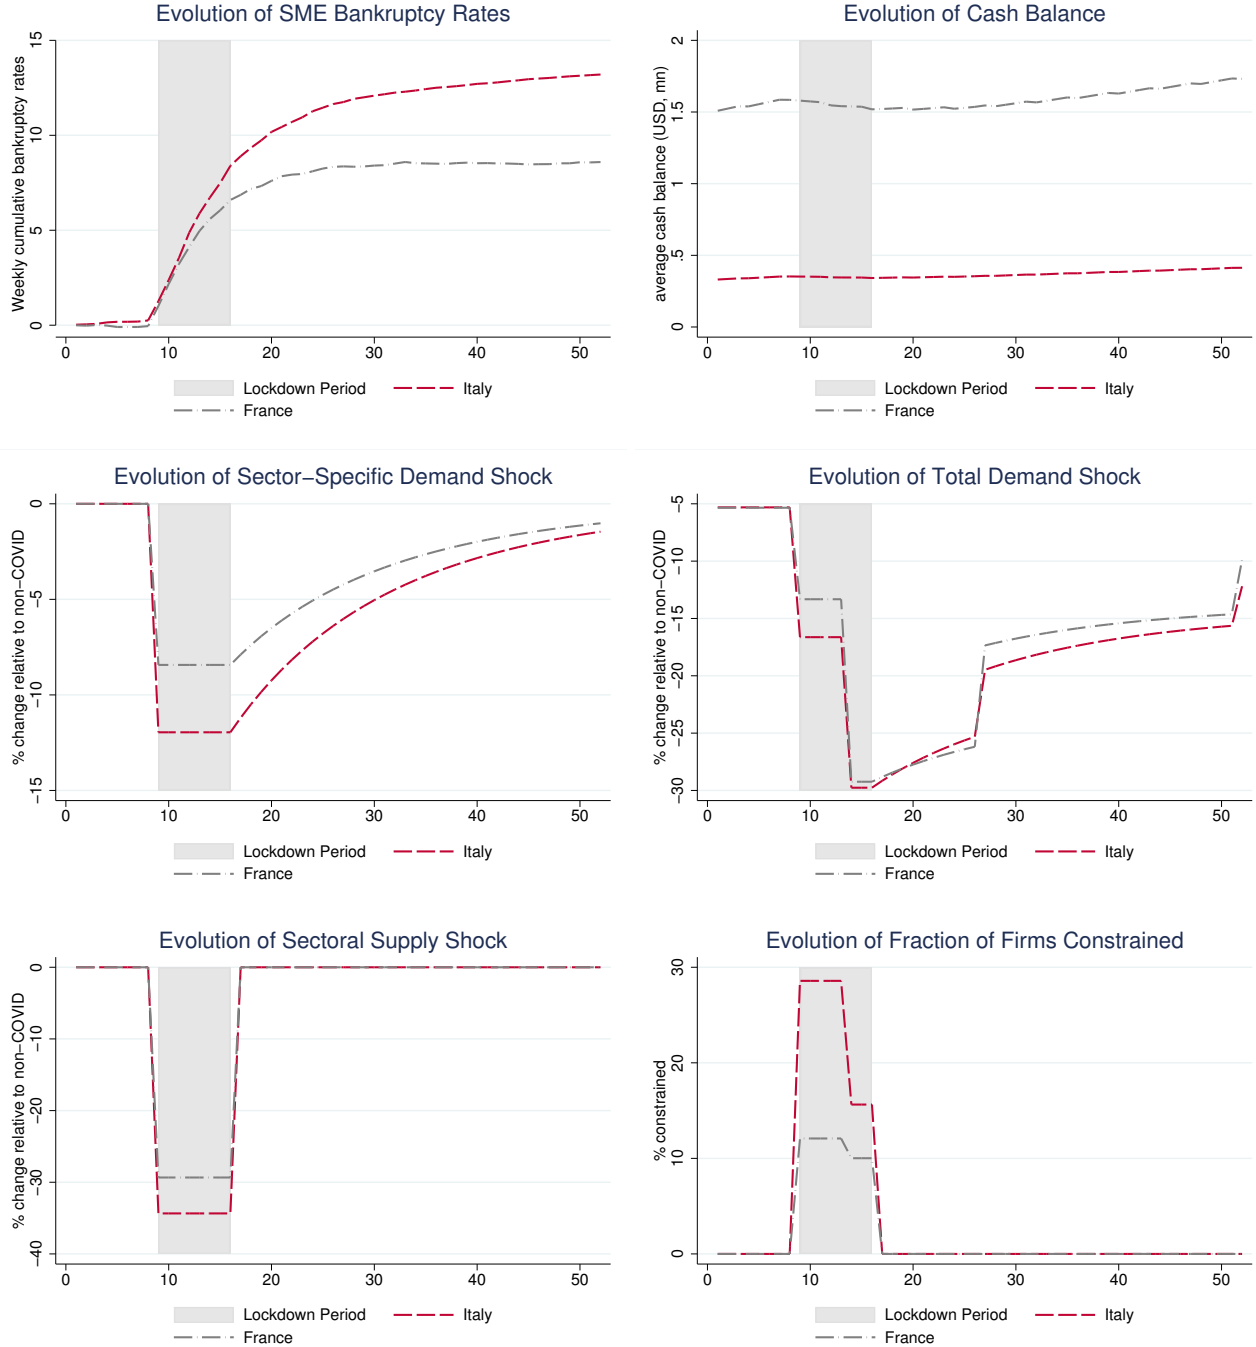 Evolution of SME Bankruptcy Rates
Weekly cumulative bankruptcy rates
15
10
5
0
0 10 20 30 40 50
Lockdown Period Italy
France
Evolution of Cash Balance
average cash balance (USD, mn)
2
1.5
1
.5
0
0 10 20 30 40 50
Lockdown Period Italy
France
Evolution of Sector−Specific Demand Shock
% change relative to non−COVID
0
−5
−10
−15
0 10 20 30 40 50
Lockdown Period Italy
France
Evolution of Total Demand Shock
% change relative to non−COVID
−5
−10
−15
−20
−25
−30
0 10 20 30 40 50
Lockdown Period Italy
France
Evolution of Sectoral Supply Shock
% change relative to non−COVID
0
−10
−20
−30
−40
0 10 20 30 40 50
Lockdown Period Italy
France
Evolution of Fraction of Firms Constrained
% constrained
30
20
10
0
0 10 20 30 40 50
Lockdown Period Italy
France